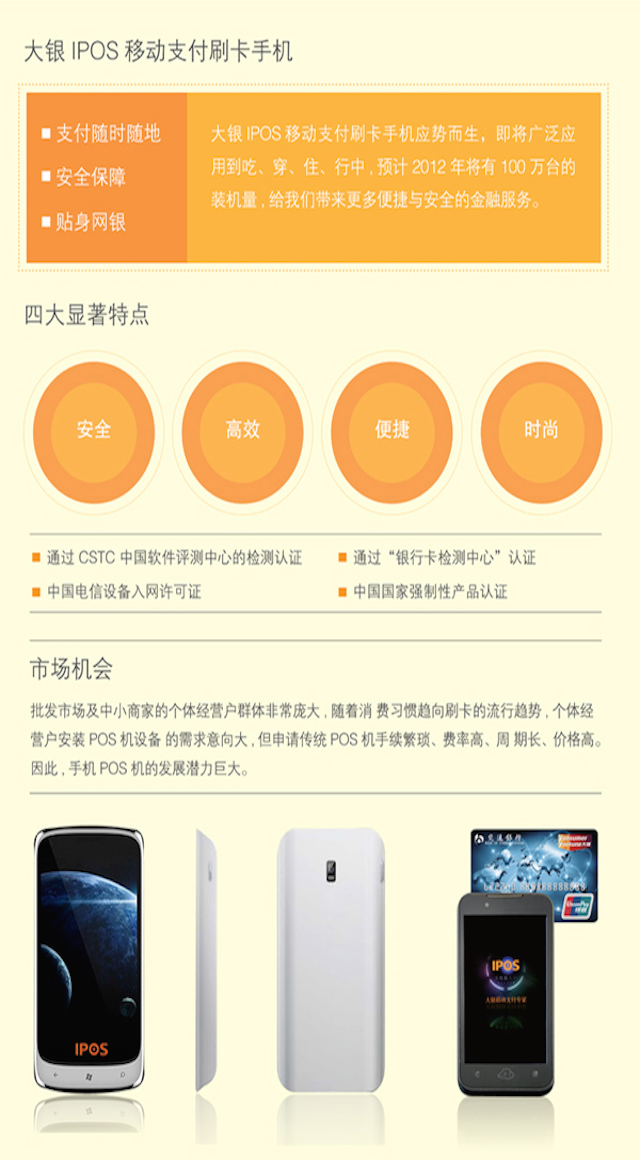 大银 IPOS 移动支付刷卡手机
支付随时随地
安全保障
贴身网银
大银 IPOS 移动支付刷卡手机应势而生，即将广泛应
用到吃、穿、住、行中，预计 2012 年将有 100 万台的
装机量，给我们带来更多便捷与安全的金融服务。
四大显著特点
安全
高效
便捷
时尚
通过 CSTC 中国软件评测中心的检测认证
通过“银行卡检测中心”认证
中国电信设备入网许可证
中国国家强制性产品认证
市场机会
批发市场及中小商家的个体经营户群体非常庞大，随着消 费习惯趋向刷卡的流行趋势，个体经
营户安装 POS 机设备 的需求意向大，但申请传统 POS 机手续繁琐、费率高、周 期长、价格高。
因此，手机 POS 机的发展潜力巨大。
IPOS
交通银行
UnionPay
银联
IPOS